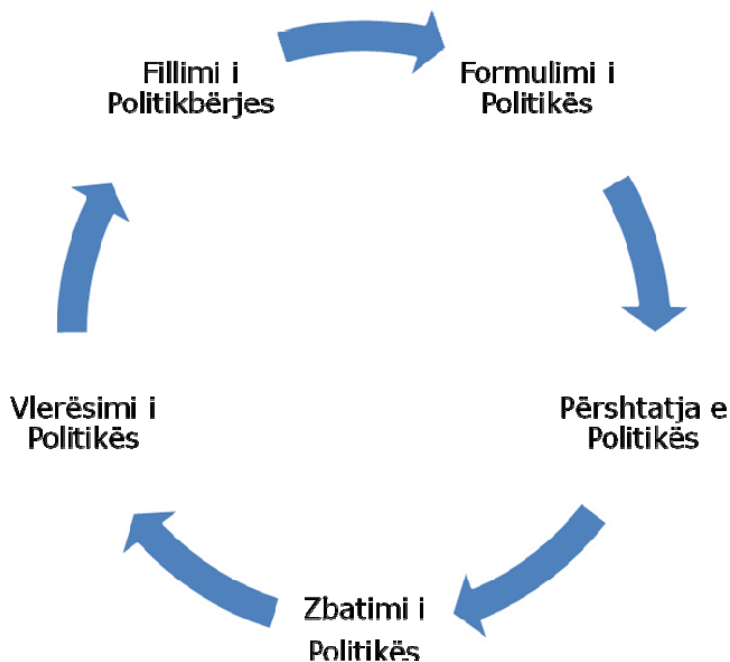 Fillimi i
Politikbërjes
Formulimi i
Politikës
Përshtatja e
Politikës
Zbatimi i
Politikës
Vlerësimi i
Politikës